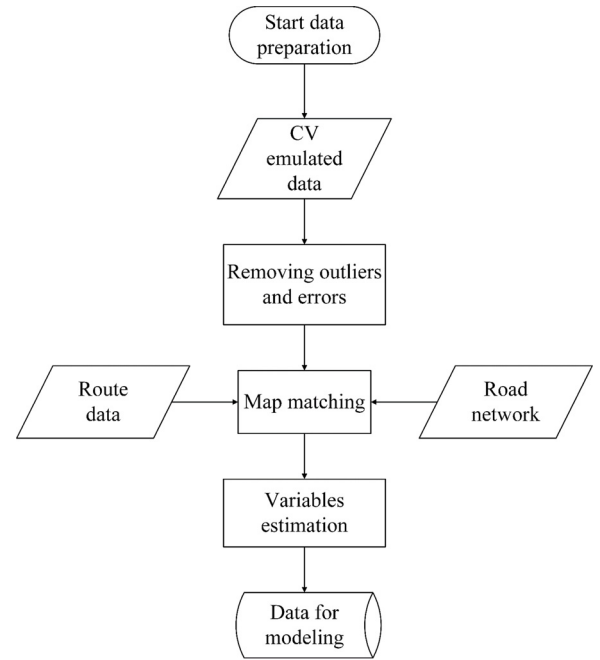 Start data
preparation
CV
emulated
data
Removing outliers
and errors
Route
data
Map matching
Road
network
Variables
estimation
Data for
modeling